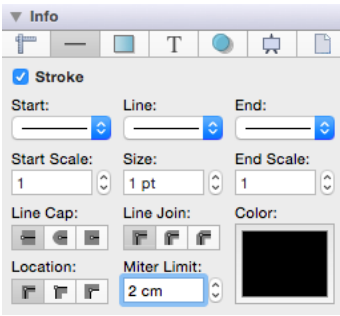 Info
T
Stroke
Start: Line: End:
Start Scale: Size: End Scale:
1 1 pt 1
Line Cap: Line Join: Color:
Location: Miter Limit:
2 cm